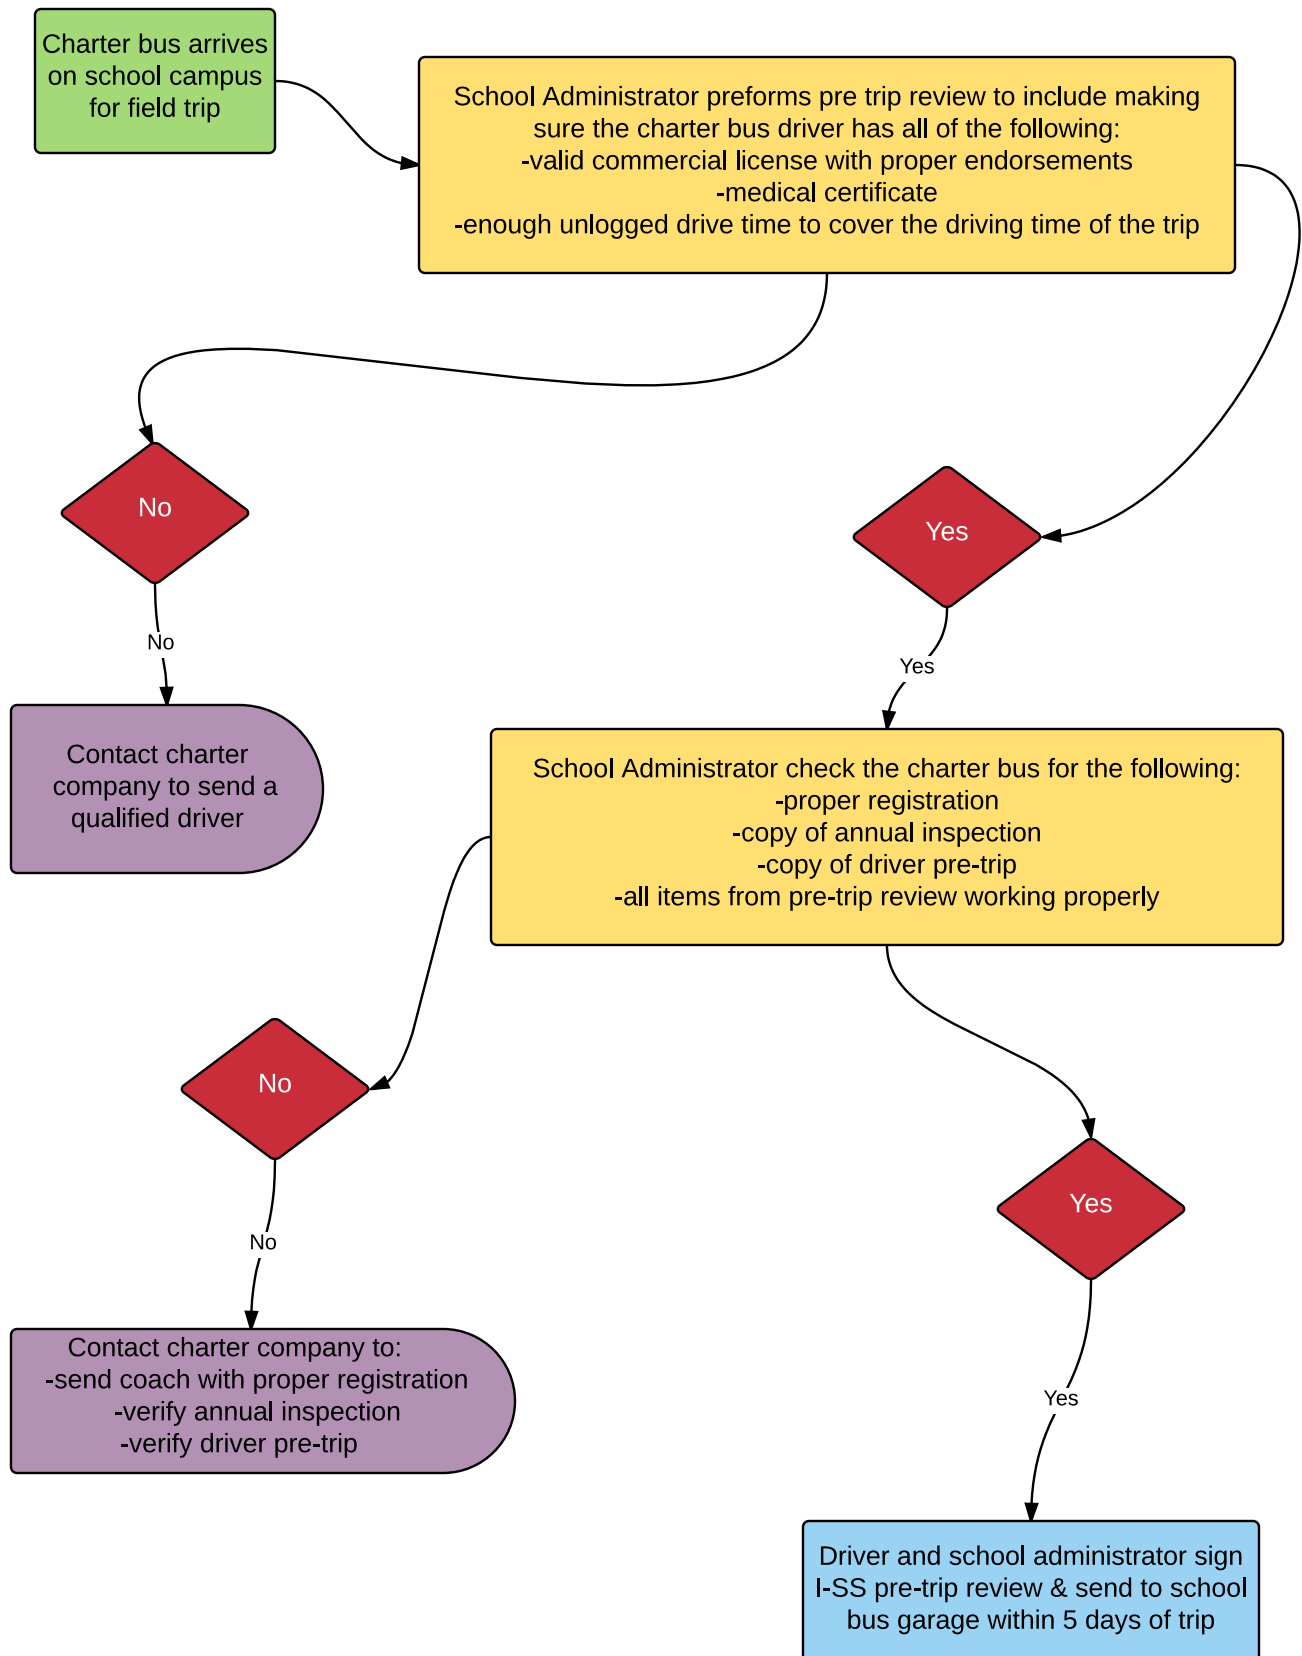 Charter bus arrives
on school campus
for field trip
School Administrator preforms pre trip review to include making
sure the charter bus driver has all of the following:
-valid commercial license with proper endorsements
-medical certificate
-enough unlogged drive time to cover the driving time of the trip
No
Yes
No
Yes
Contact charter
company to send a
qualified driver
School Administrator check the charter bus for the following:
-proper registration
-copy of annual inspection
-copy of driver pre-trip
-all items from pre-trip review working properly
No
Yes
No
Contact charter company to:
-send coach with proper registration
-verify annual inspection
-verify driver pre-trip
Yes
Driver and school administrator sign
I-SS pre-trip review & send to school
bus garage within 5 days of trip